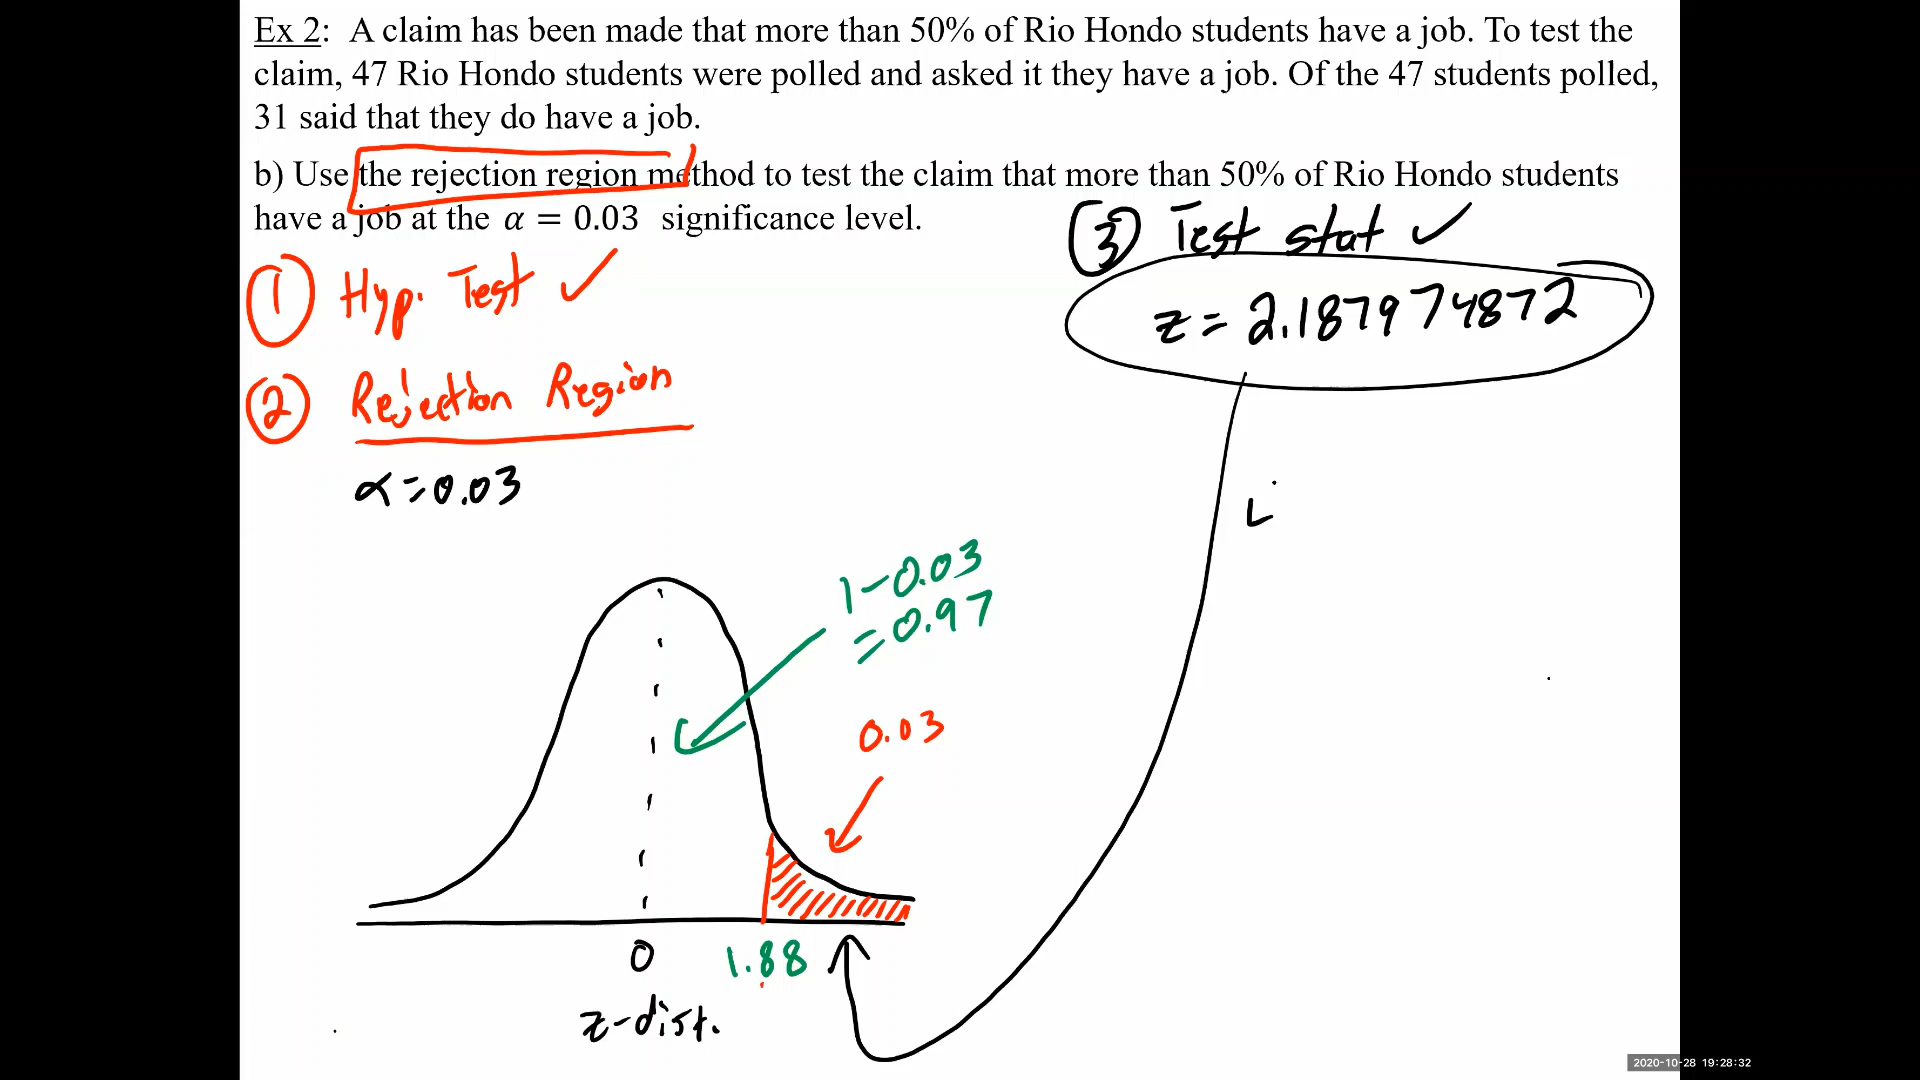 Ex 2: A claim has been made that more than 50% of Rio Hondo students have a job. To test the
claim, 47 Rio Hondo students were polled and asked it they have a job. Of the 47 students polled,
31 said that they do have a job.
b) Use the rejection region method to test the claim that more than 50% of Rio Hondo students
have a job at the α = 0.03 significance level.
① Hyp. Test ✓
② Rejection Region
α=0.03
③ Test stat ✓
z = 2.187974872
1-0.03
=0.97
0.03
0
1.88
z-dist.
2020-10-28 19:28:32